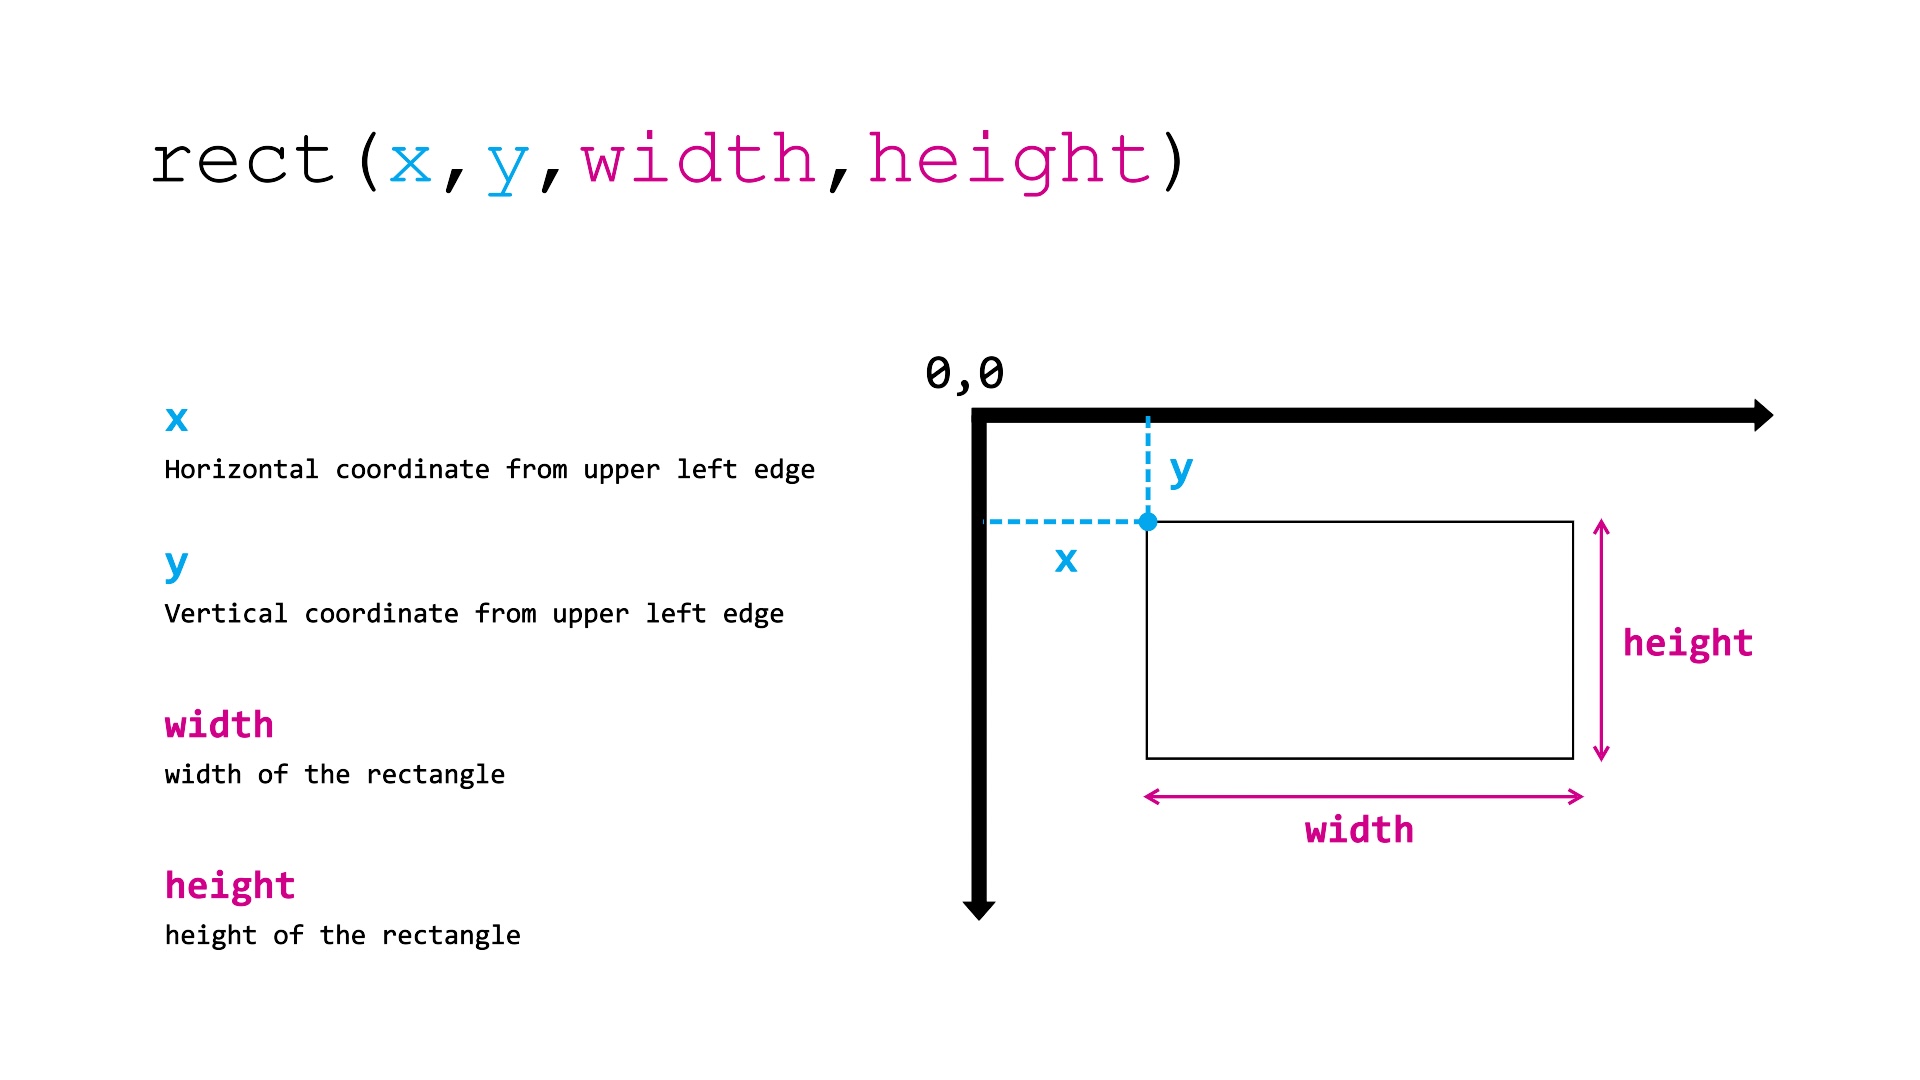 rect(x,y,width,height)
x
Horizontal coordinate from upper left edge
y
Vertical coordinate from upper left edge
width
width of the rectangle
height
height of the rectangle
0,0
y
x
height
width